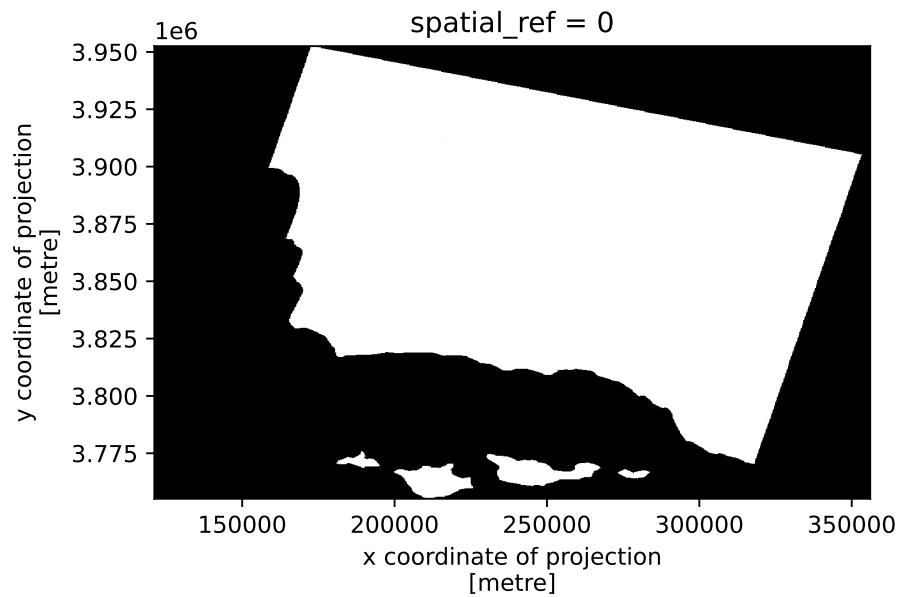 spatial_ref = 0
1e6
3.950
3.925
3.900
3.875
3.850
3.825
3.800
3.775
y coordinate of projection
[metre]
150000 200000 250000 300000 350000
x coordinate of projection
[metre]